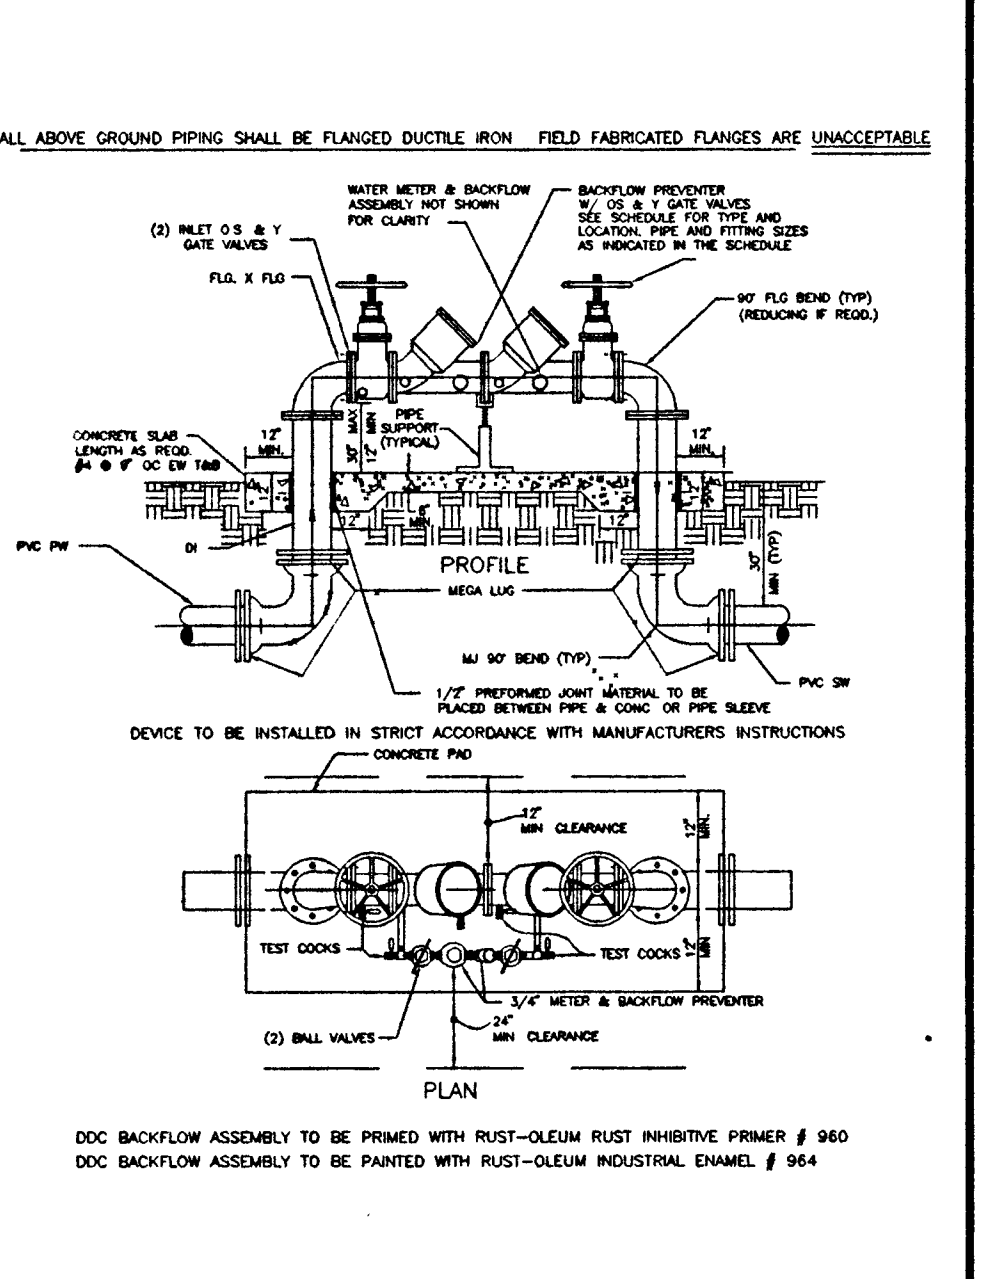 ALL ABOVE GROUND PIPING SHALL BE FLANGED DUCTILE IRON FIELD FABRICATED FLANGES ARE UNACCEPTABLE
WATER METER & BACKFLOW
ASSEMBLY NOT SHOWN
FOR CLARITY
BACKFLOW PREVENTER
W/ OS & Y GATE VALVES
SEE SCHEDULE FOR TYPE AND
LOCATION, PIPE AND FITTING SIZES
AS INDICATED IN THE SCHEDULE
(2) INLET O S & Y
GATE VALVES
FLG. X FLG
90° FLG BEND (TYP)
(REDUCING IF REQD.)
CONCRETE SLAB
LENGTH AS REQD.
OC EW T&B
12"
MIN.
30" MAX
12" MIN
PIPE
SUPPORT
(TYPICAL)
12"
MIN.
12"
12"
MIN.
12"
12"
12"
30"
MIN (TYP)
PVC PW
DI
PROFILE
MEGA LUG
MJ 90° BEND (TYP)
PVC SW
1/2" PREFORMED JOINT MATERIAL TO BE
PLACED BETWEEN PIPE & CONC OR PIPE SLEEVE
DEVICE TO BE INSTALLED IN STRICT ACCORDANCE WITH MANUFACTURERS INSTRUCTIONS
CONCRETE PAD
12"
MIN CLEARANCE
12"
MIN.
TEST COCKS
TEST COCKS
12"
MIN
3/4" METER & BACKFLOW PREVENTER
24"
MIN CLEARANCE
(2) BALL VALVES
PLAN
DDC BACKFLOW ASSEMBLY TO BE PRIMED WITH RUST-OLEUM RUST INHIBITIVE PRIMER # 960
DDC BACKFLOW ASSEMBLY TO BE PAINTED WITH RUST-OLEUM INDUSTRIAL ENAMEL # 964